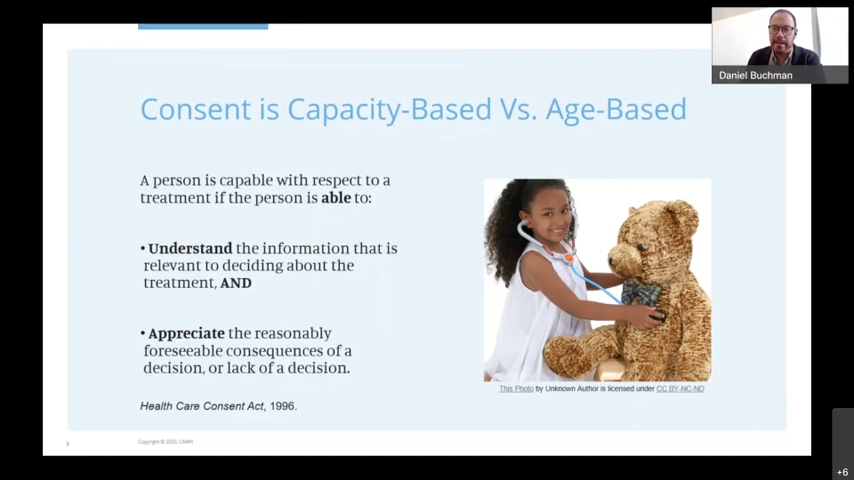 Daniel Buchman
Consent is Capacity-Based Vs. Age-Based
A person is capable with respect to a
treatment if the person is able to:
• Understand the information that is
relevant to deciding about the
treatment, AND
• Appreciate the reasonably
foreseeable consequences of a
decision, or lack of a decision.
Health Care Consent Act, 1996.
This Photo by Unknown Author is licensed under CC BY-NC-ND
5
Copyright © 2020, CAMH
+6